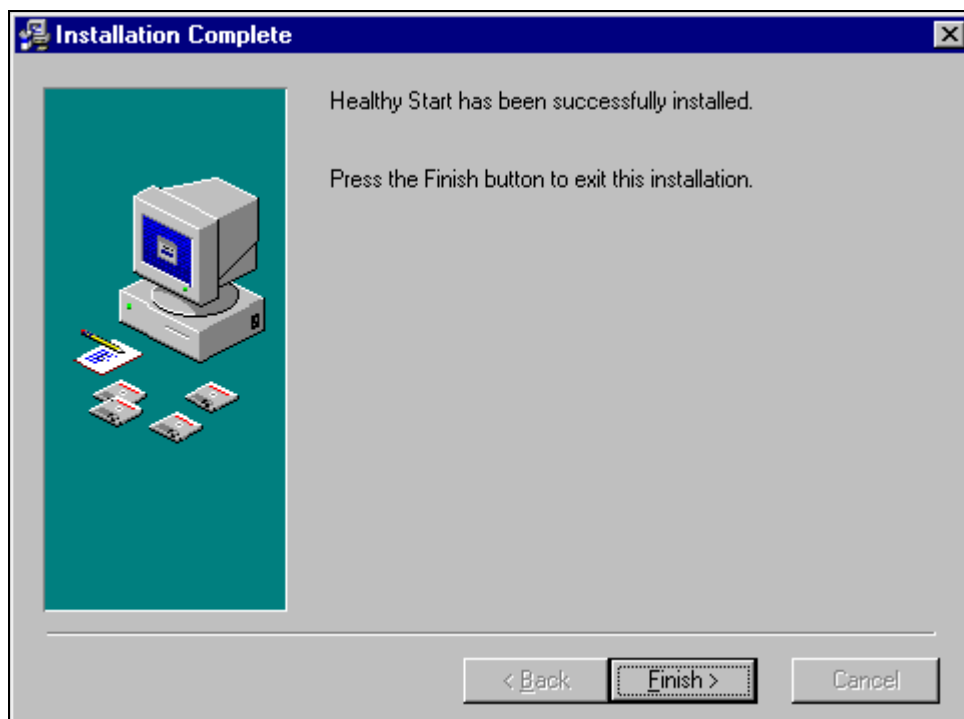 Installation Complete
Healthy Start has been successfully installed.
Press the Finish button to exit this installation.
< Back
Finish >
Cancel